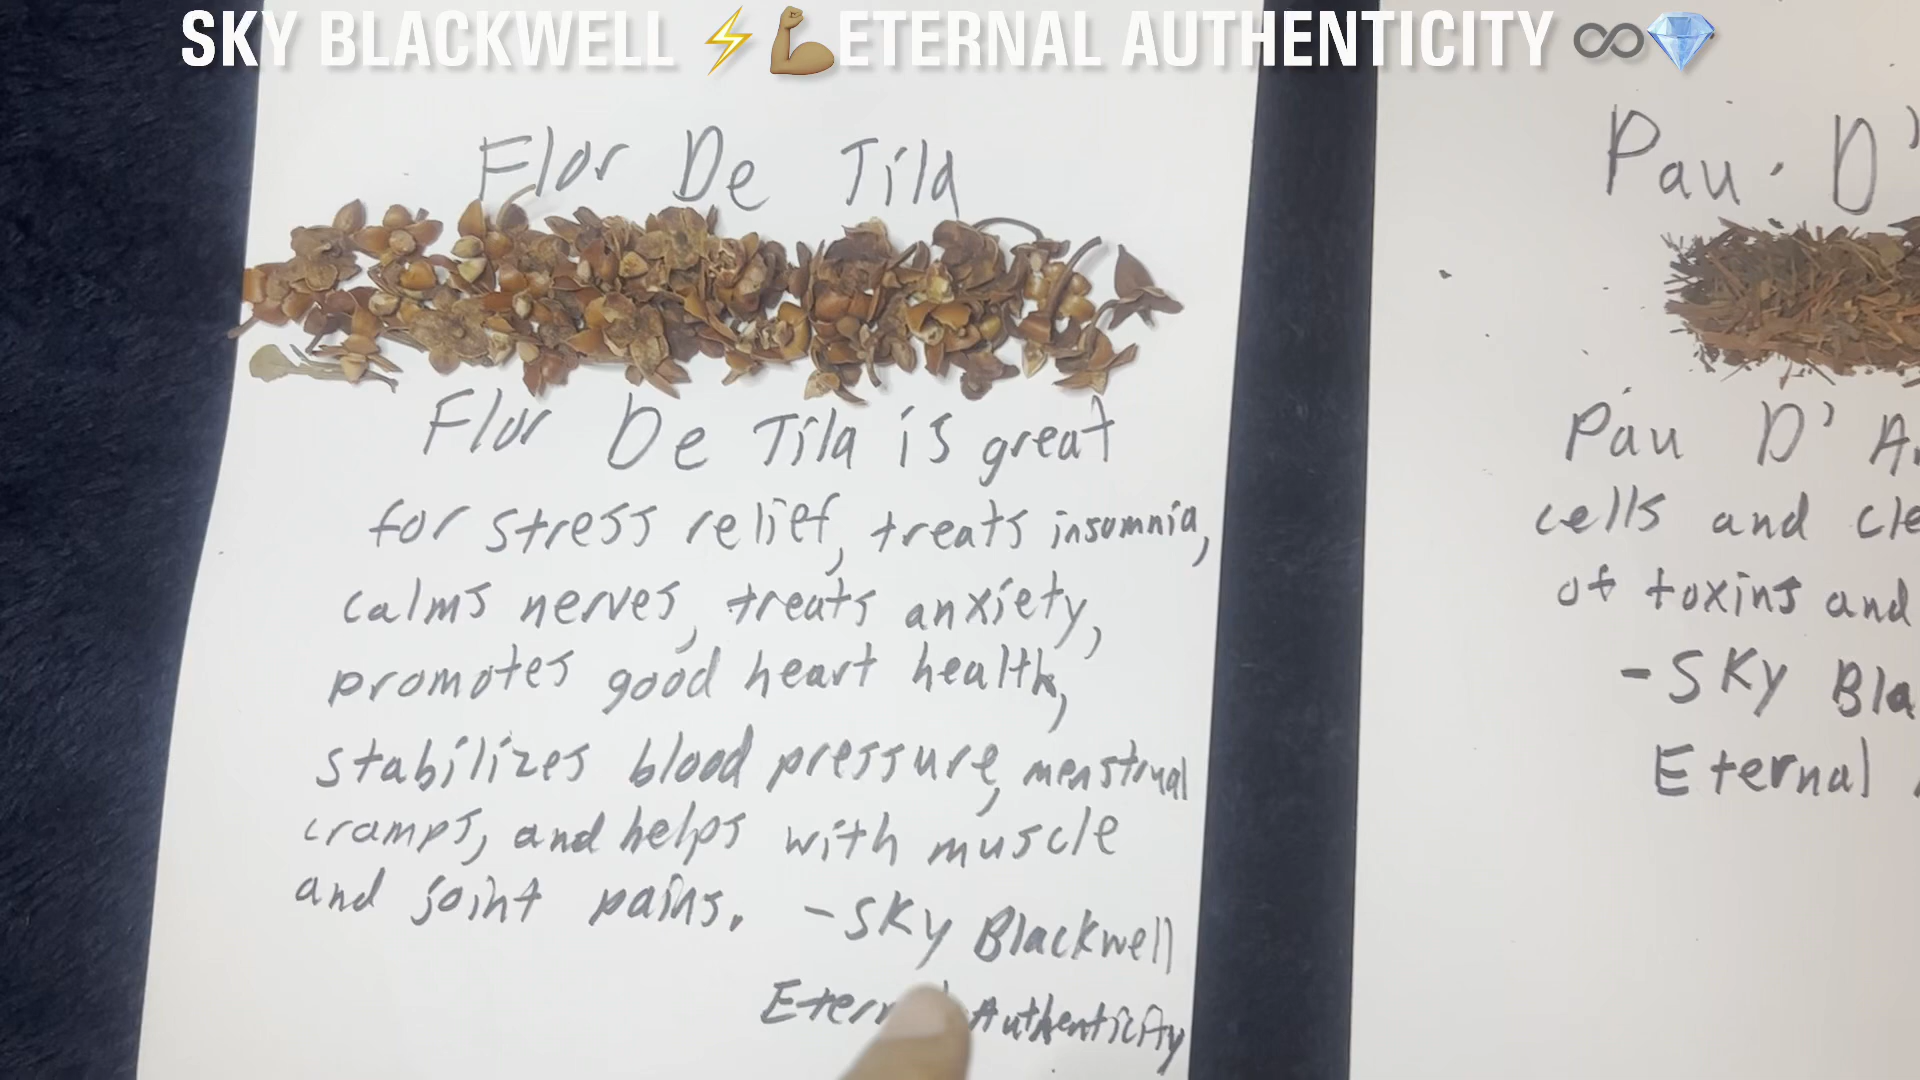 SKY BLACKWELL ⚡💪🏽ETERNAL AUTHENTICITY ♾💎
Flor De Tila
Flor De Tila is great
for stress relief, treats insomnia,
calms nerves, treats anxiety,
promotes good heart health,
stabilizes blood pressure, menstrual
cramps, and helps with muscle
and joint pains. -Sky Blackwell
Authenticity
Pau D'
Pau D'
cells and
of toxins and
-Sky
Eternal